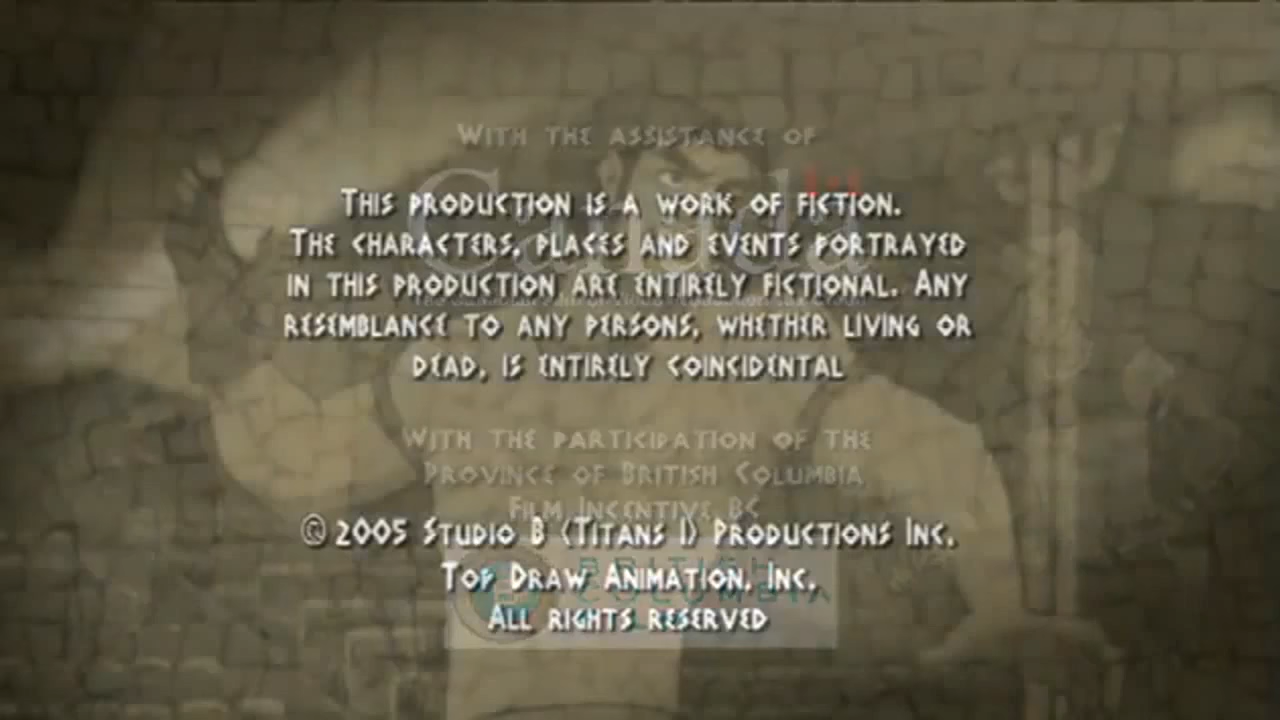 WITH THE ASSISTANCE OF
Canada
THIS PRODUCTION IS A WORK OF FICTION.
THE CHARACTERS, PLACES AND EVENTS PORTRAYED
IN THIS PRODUCTION ARE ENTIRELY FICTIONAL. ANY
RESEMBLANCE TO ANY PERSONS, WHETHER LIVING OR
DEAD, IS ENTIRELY COINCIDENTAL
WITH THE PARTICIPATION OF THE
PROVINCE OF BRITISH COLUMBIA
FILM INCENTIVE BC
© 2005 STUDIO B (TITANS I) PRODUCTIONS INC.
TOP DRAW ANIMATION, INC.
BRITISH
COLUMBIA
ALL RIGHTS RESERVED